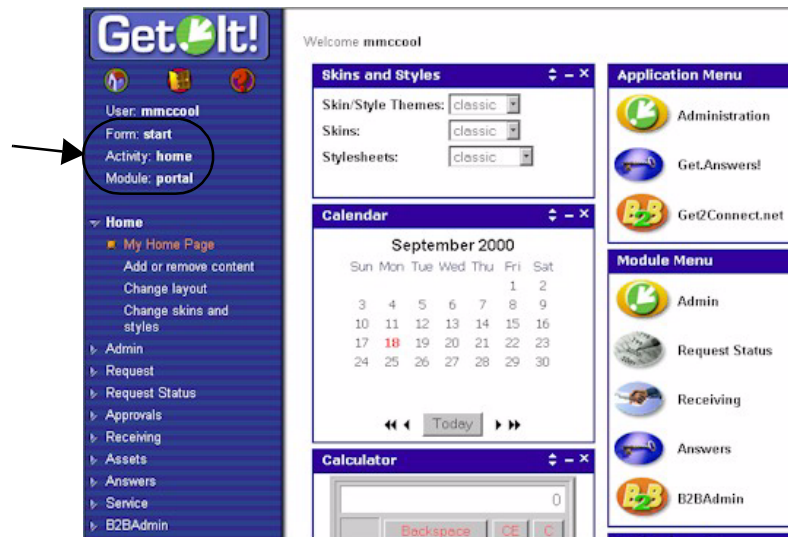 Get It!
User: mmccool
Form: start
Activity: home
Module: portal
Home
My Home Page
Add or remove content
Change layout
Change skins and
styles
Admin
Request
Request Status
Approvals
Receiving
Assets
Answers
Service
B2BAdmin
Welcome mmccool
Skins and Styles
Skin/Style Themes: classic
Skins: classic
Stylesheets: classic
Calendar
September 2000
Sun Mon Tue Wed Thu Fri Sat
1 2
3 4 5 6 7 8 9
10 11 12 13 14 15 16
17 18 19 20 21 22 23
24 25 26 27 28 29 30
Today
Calculator
0
Backspace CE C
Application Menu
Administration
Get.Answers!
B2B Get2Connect.net
Module Menu
Admin
Request Status
Receiving
Answers
B2B B2BAdmin